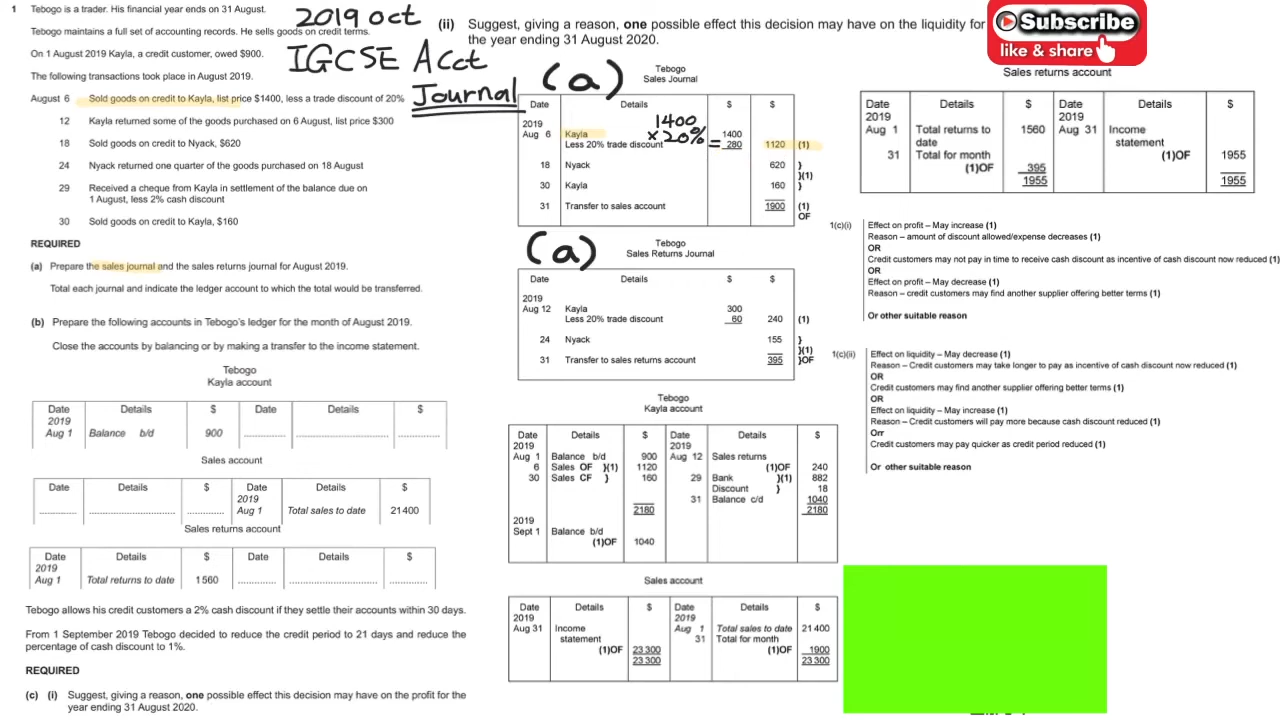 1 Tebogo is a trader. His financial year ends on 31 August.
Tebogo maintains a full set of accounting records. He sells goods on credit terms.
On 1 August 2019 Kayla, a credit customer, owed $900.
The following transactions took place in August 2019.
August 6 Sold goods on credit to Kayla, list price $1400, less a trade discount of 20%
12 Kayla returned some of the goods purchased on 6 August, list price $300
18 Sold goods on credit to Nyack, $620
24 Nyack returned one quarter of the goods purchased on 18 August
29 Received a cheque from Kayla in settlement of the balance due on
1 August, less 2% cash discount
30 Sold goods on credit to Kayla, $160
REQUIRED
(a) Prepare the sales journal and the sales returns journal for August 2019.
Total each journal and indicate the ledger account to which the total would be transferred.
(b) Prepare the following accounts in Tebogo's ledger for the month of August 2019.
Close the accounts by balancing or by making a transfer to the income statement.
Tebogo
Kayla account
Date Details $ Date Details $
2019
Aug 1 Balance b/d 900 .............. ................................ ..............
Sales account
Date Details $ Date Details $
2019
.............. ................................ .............. Aug 1 Total sales to date 21 400
Sales returns account
Date Details $ Date Details $
2019
Aug 1 Total returns to date 1 560 .............. ................................ ..............
Tebogo allows his credit customers a 2% cash discount if they settle their accounts within 30 days.
From 1 September 2019 Tebogo decided to reduce the credit period to 21 days and reduce the
percentage of cash discount to 1%.
REQUIRED
(c) (i) Suggest, giving a reason, one possible effect this decision may have on the profit for the
year ending 31 August 2020.
2019 oct
IGCSE Acct
Journal
(ii) Suggest, giving a reason, one possible effect this decision may have on the liquidity for
the year ending 31 August 2020.
(a)
Tebogo
Sales Journal
Date Details $ $
2019
Aug 6 Kayla 1400
Less 20% trade discount 280 1120 (1)
1400
×20% =
18 Nyack 620 }
}(1)
30 Kayla 160 }
31 Transfer to sales account 1900 (1)
OF
(a)
Tebogo
Sales Returns Journal
Date Details $ $
2019
Aug 12 Kayla 300
Less 20% trade discount 60 240 (1)
24 Nyack 155 }
}(1)
31 Transfer to sales returns account 395 }OF
Tebogo
Kayla account
Date Details $ Date Details $
2019 2019
Aug 1 Balance b/d 900 Aug 12 Sales returns
6 Sales OF }(1) 1120 (1)OF 240
30 Sales CF } 160 29 Bank }(1) 882
Discount } 18
31 Balance c/d 1040
2180 2180
2019
Sept 1 Balance b/d
(1)OF 1040
Sales account
Date Details $ Date Details $
2019 2019
Aug 31 Income Aug 1 Total sales to date 21 400
statement 31 Total for month
(1)OF 23 300 (1)OF 1900
23 300 23 300
Subscribe
like & share
Sales returns account
Date Details $ Date Details $
2019 2019
Aug 1 Total returns to 1560 Aug 31 Income
date statement
31 Total for month (1)OF 1955
(1)OF 395
1955 1955
1(c)(i) Effect on profit – May increase (1)
Reason – amount of discount allowed/expense decreases (1)
OR
Credit customers may not pay in time to receive cash discount as incentive of cash discount now reduced (1)
OR
Effect on profit – May decrease (1)
Reason – credit customers may find another supplier offering better terms (1)
Or other suitable reason
1(c)(ii) Effect on liquidity – May decrease (1)
Reason – Credit customers may take longer to pay as incentive of cash discount now reduced (1)
OR
Credit customers may find another supplier offering better terms (1)
OR
Effect on liquidity – May increase (1)
Reason – Credit customers will pay more because cash discount reduced (1)
Orr
Credit customers may pay quicker as credit period reduced (1)
Or other suitable reason